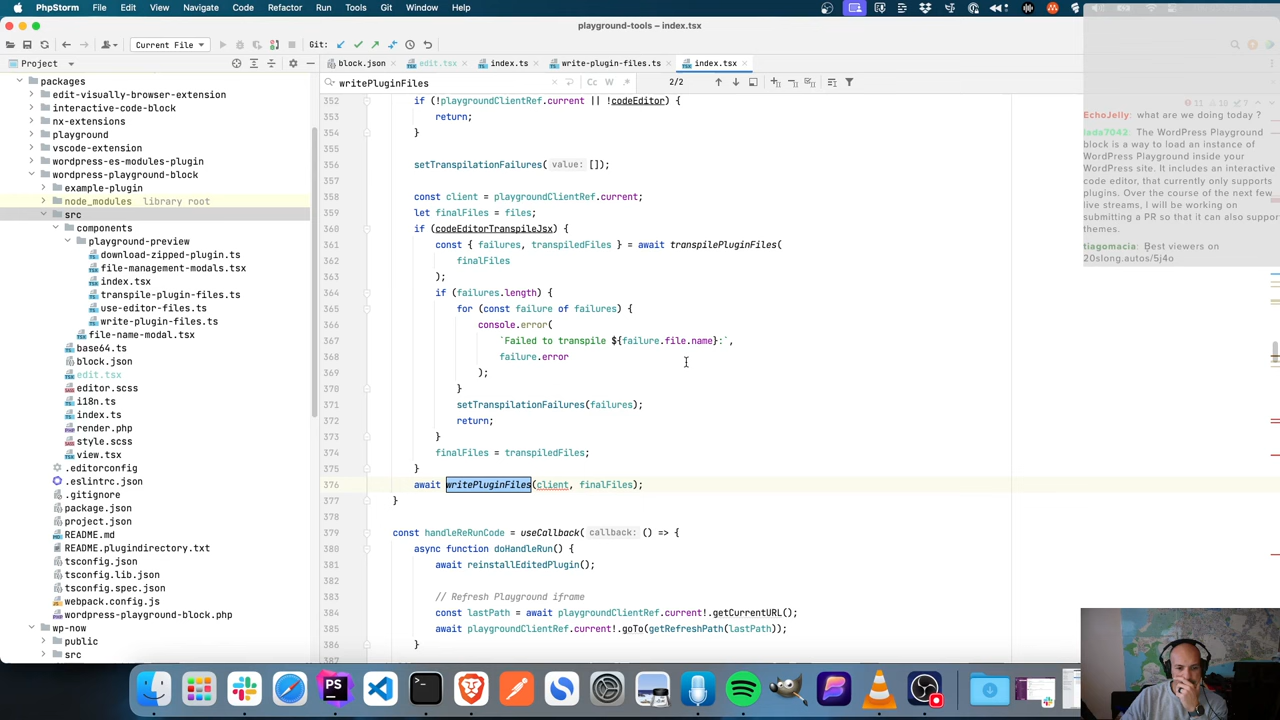 PhpStorm File Edit View Navigate Code Refactor Run Tools Git Window Help
playground-tools – index.tsx
Current File Git:
Project
block.json edit.tsx index.ts write-plugin-files.ts index.tsx
writePluginFiles Cc W 2/2
packages
edit-visually-browser-extension
interactive-code-block
nx-extensions
playground
vscode-extension
wordpress-es-modules-plugin
wordpress-playground-block
example-plugin
node_modules library root
src
components
playground-preview
download-zipped-plugin.ts
file-management-modals.tsx
index.tsx
transpile-plugin-files.ts
use-editor-files.ts
write-plugin-files.ts
file-name-modal.tsx
base64.ts
block.json
edit.tsx
editor.scss
i18n.ts
index.ts
render.php
style.scss
view.tsx
.editorconfig
.eslintrc.json
.gitignore
package.json
project.json
README.md
README.plugindirectory.txt
tsconfig.json
tsconfig.lib.json
tsconfig.spec.json
webpack.config.js
wordpress-playground-block.php
wp-now
public
src
352 if (!playgroundClientRef.current || !codeEditor) {
353 return;
354 }
355
356 setTranspilationFailures( value: []);
357
358 const client = playgroundClientRef.current;
359 let finalFiles = files;
360 if (codeEditorTranspileJsx) {
361 const { failures, transpiledFiles } = await transpilePluginFiles(
362 finalFiles
363 );
364 if (failures.length) {
365 for (const failure of failures) {
366 console.error(
367 `Failed to transpile ${failure.file.name}:`,
368 failure.error
369 );
370 }
371 setTranspilationFailures(failures);
372 return;
373 }
374 finalFiles = transpiledFiles;
375 }
376 await writePluginFiles(client, finalFiles);
377 }
378
379 const handleReRunCode = useCallback( callback: () => {
380 async function doHandleRun() {
381 await reinstallEditedPlugin();
382
383 // Refresh Playground iframe
384 const lastPath = await playgroundClientRef.current!.getCurrentURL();
385 await playgroundClientRef.current!.goTo(getRefreshPath(lastPath));
386 }
387
11 10 7
EchoJelly: what are we doing today ?
lada7042: The WordPress Playground
block is a way to load an instance of
WordPress Playground inside your
WordPress site. It includes an interactive
code editor, that currently only supports
plugins. Over the course of the next few
live streams, I will be working on
submitting a PR so that it can also support
themes.
tiagomacia: Best viewers on
20slong.autos/5j4o